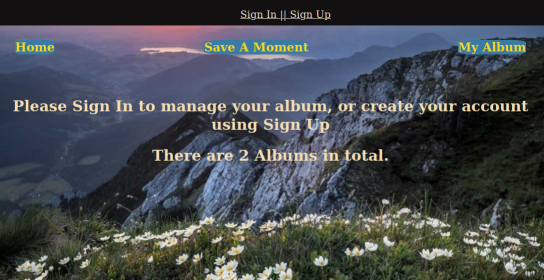 Sign In || Sign Up
Home Save A Moment My Album
Please Sign In to manage your album, or create your account
using Sign Up
There are 2 Albums in total.